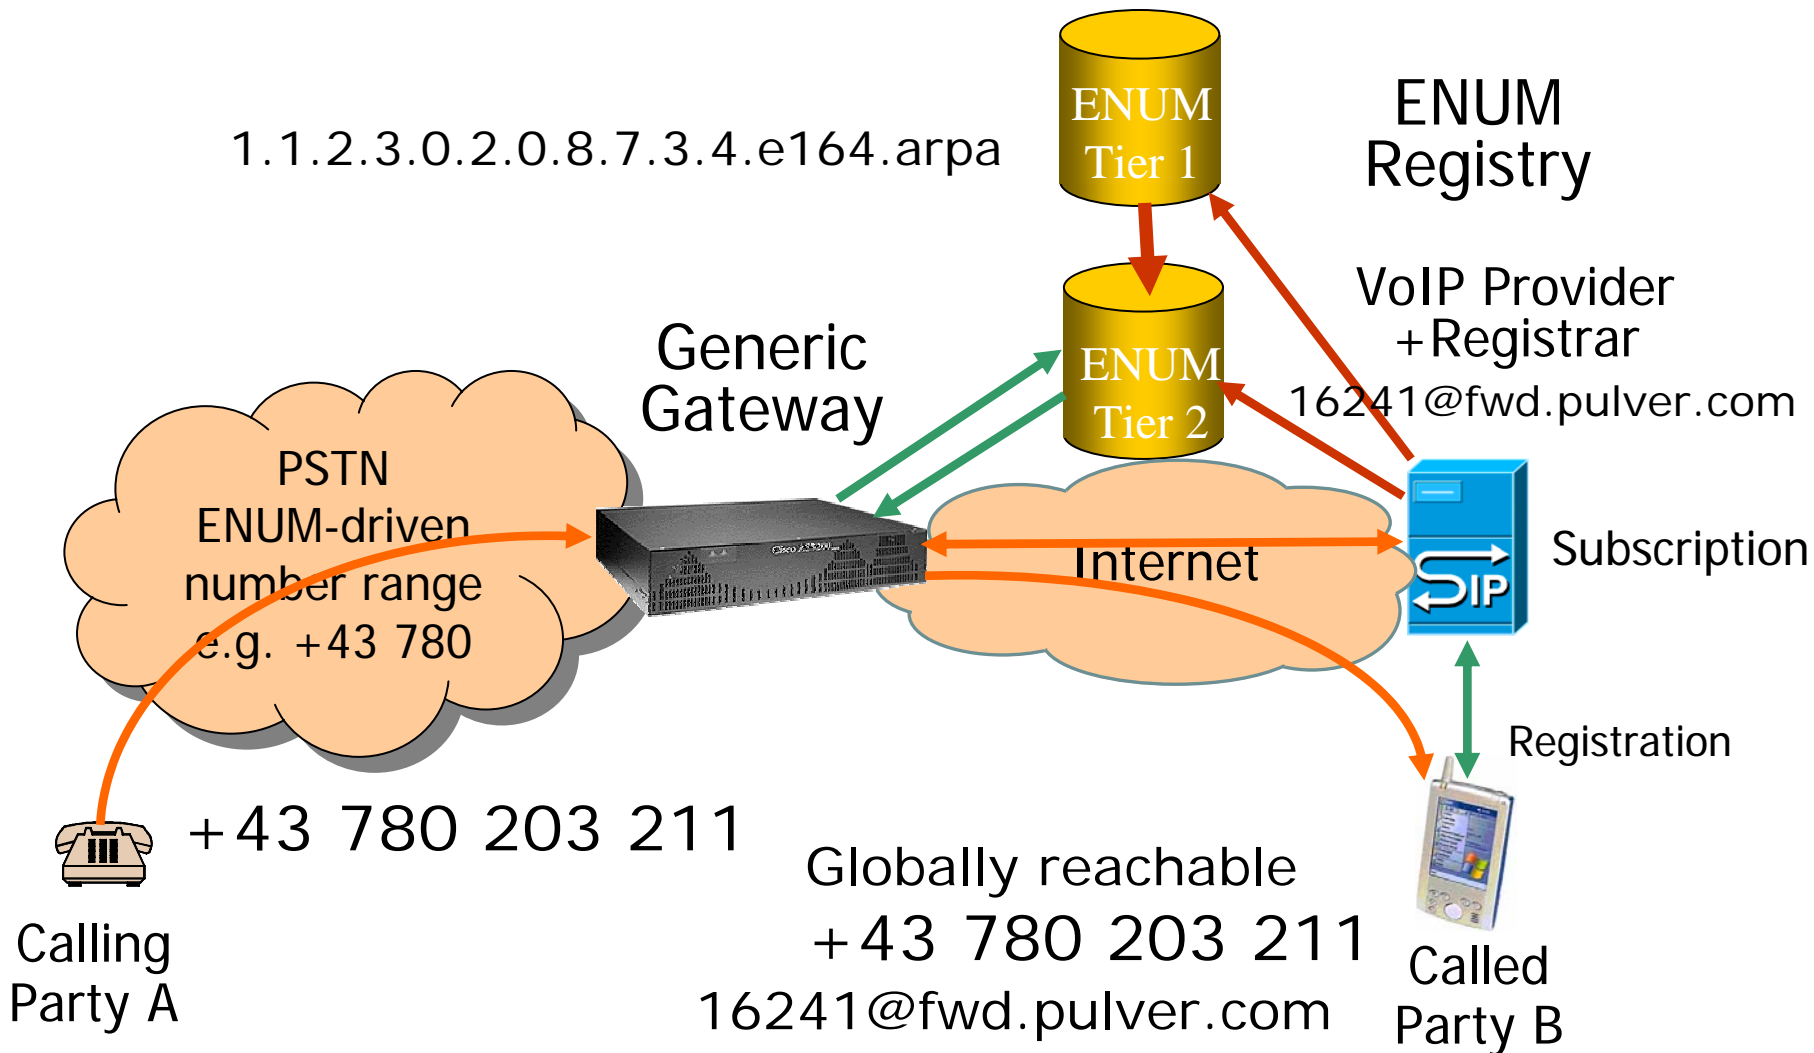 ENUM
Tier 1
ENUM
Registry
1.1.2.3.0.2.0.8.7.3.4.e164.arpa
VoIP Provider
+Registrar
16241@fwd.pulver.com
ENUM
Tier 2
Generic
Gateway
PSTN
ENUM-driven
number range
e.g. +43 780
Internet
SIP
Subscription
Registration
+43 780 203 211
Globally reachable
+43 780 203 211
16241@fwd.pulver.com
Calling
Party A
Called
Party B